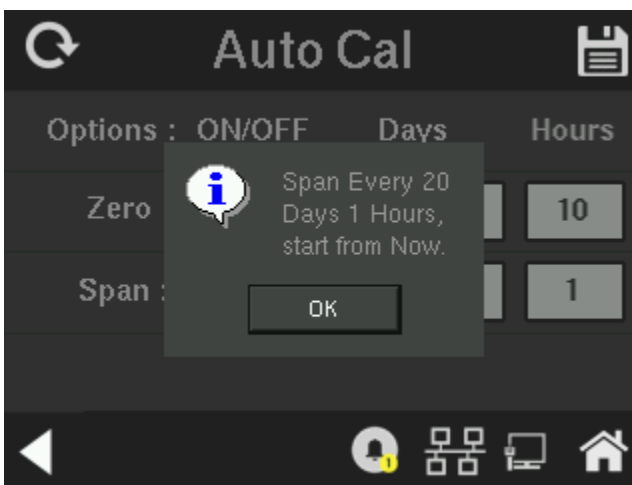 Auto Cal
Options : ON/OFF Days Hours
Span Every 20
Days 1 Hours,
start from Now.
Zero 10
Span : 1
OK
1